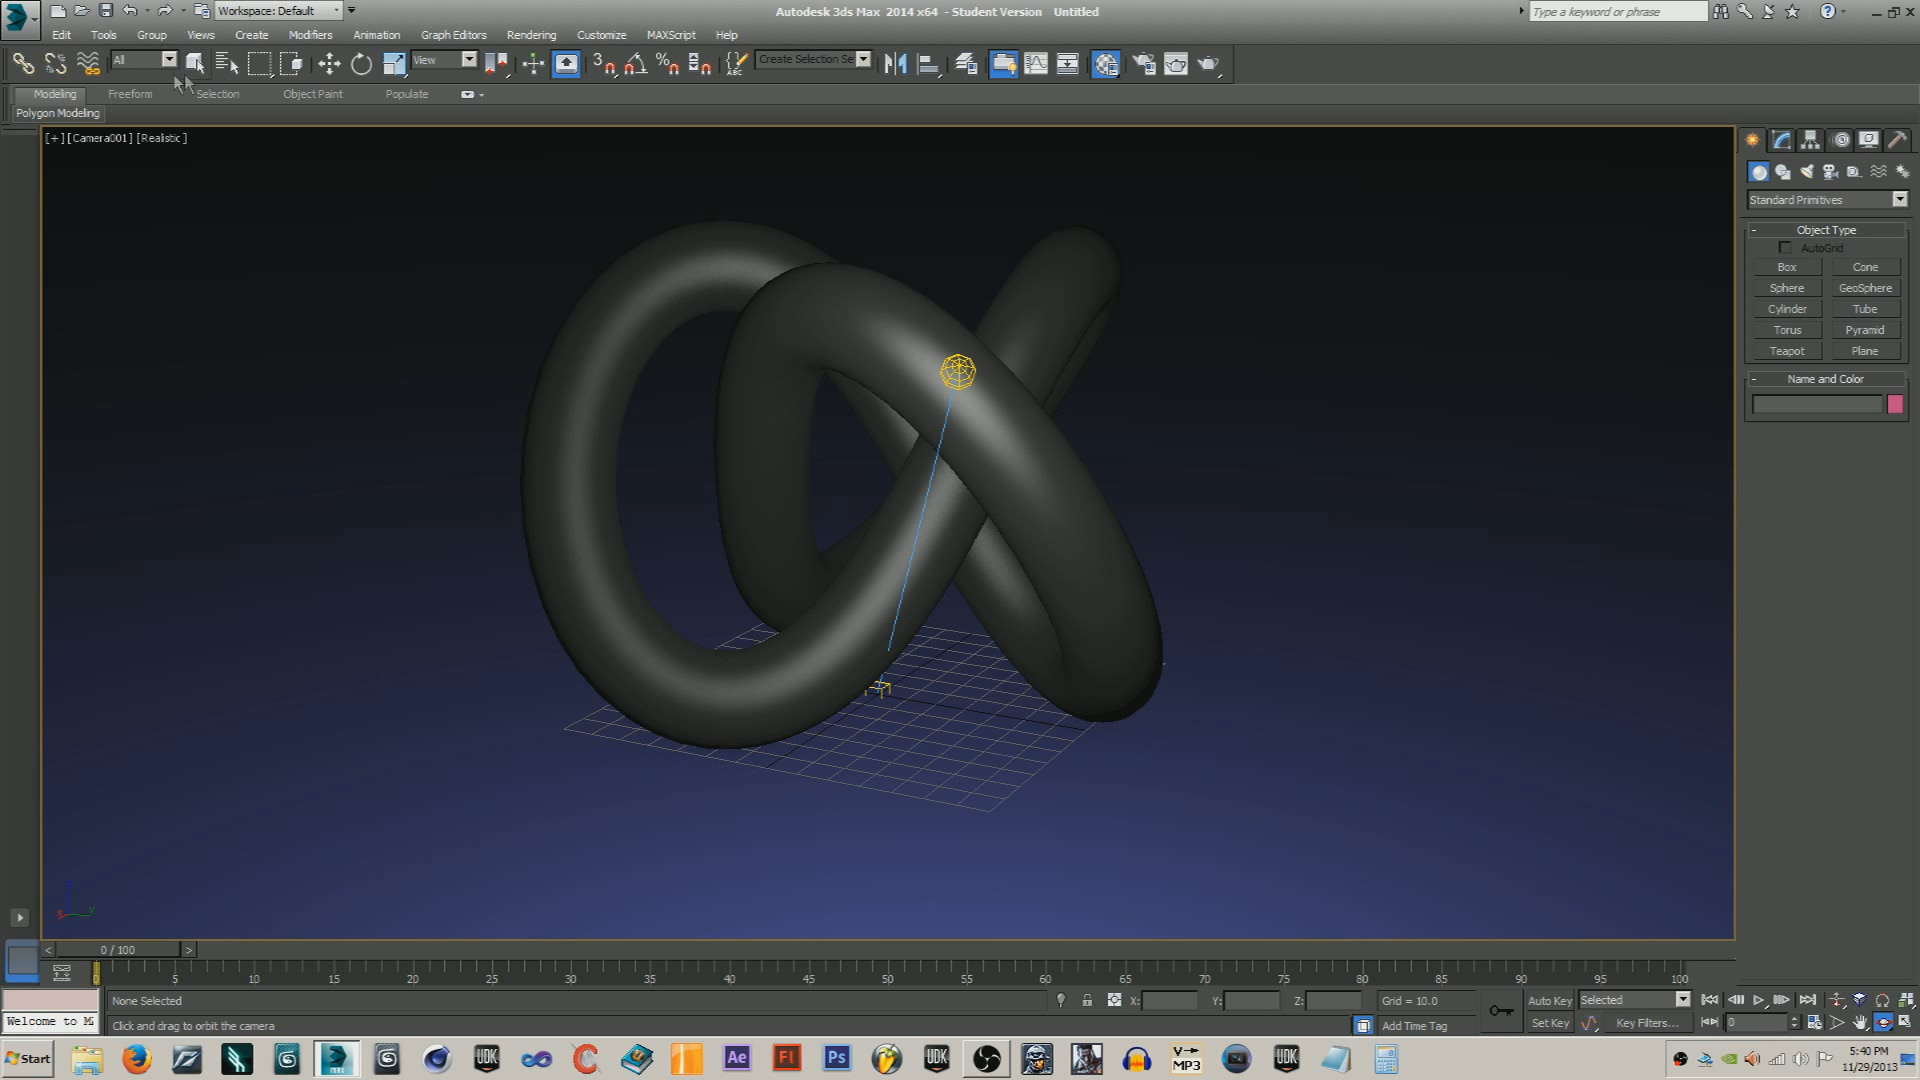 Workspace: Default
Autodesk 3ds Max 2014 x64 - Student Version Untitled
Type a keyword or phrase
Edit Tools Group Views Create Modifiers Animation Graph Editors Rendering Customize MAXScript Help
All
View
Create Selection Se
Modeling Freeform Selection Object Paint Populate
Polygon Modeling
[+] [Camera001] [Realistic]
Standard Primitives
- Object Type
AutoGrid
Box Cone
Sphere GeoSphere
Cylinder Tube
Torus Pyramid
Teapot Plane
- Name and Color
< 0 / 100 >
0 5 10 15 20 25 30 35 40 45 50 55 60 65 70 75 80 85 90 95 100
None Selected
X: Y: Z: Grid = 10.0
Auto Key Selected
Welcome to M
Click and drag to orbit the camera
Add Time Tag
Set Key Key Filters... 0
Start
UDK Ae Fl Ps UDK V→ MP3 UDK
5:40 PM
11/29/2013